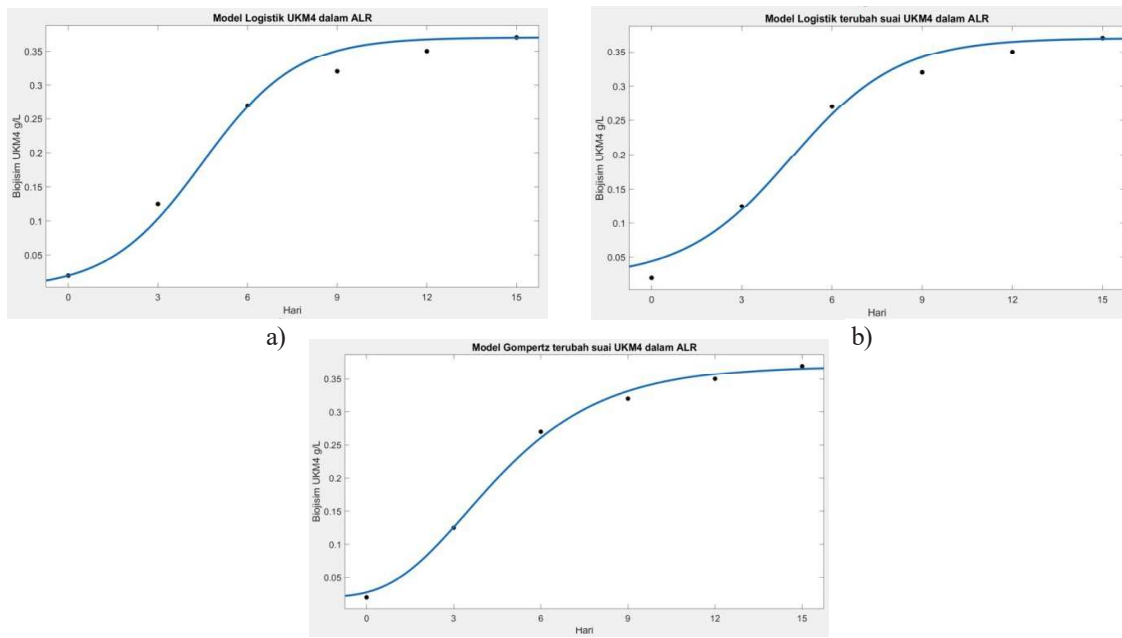 Model Logistik UKM4 dalam ALR
0.35
0.3
0.25
0.2
0.15
0.1
0.05
Biojisim UKM4 g/L
0 3 6 9 12 15
Hari
a)
Model Logistik terubah suai UKM4 dalam ALR
0.35
0.3
0.25
0.2
0.15
0.1
0.05
Biojisim UKM4 g/L
0 3 6 9 12 15
Hari
b)
Model Gompertz terubah suai UKM4 dalam ALR
0.35
0.3
0.25
0.2
0.15
0.1
0.05
Biojisim UKM4 g/L
0 3 6 9 12 15
Hari